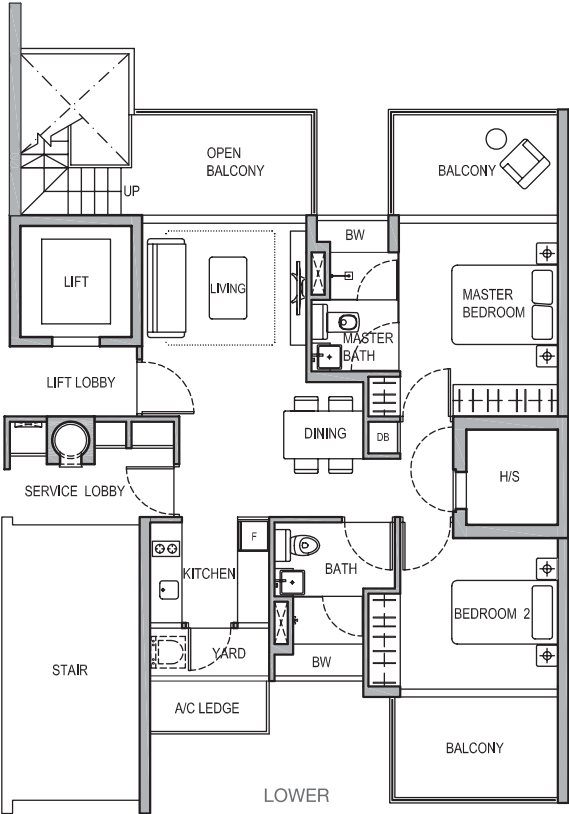 OPEN
BALCONY
BALCONY
UP
BW
LIFT
LIVING
MASTER
BEDROOM
MASTER
BATH
LIFT LOBBY
DINING
DB
H/S
SERVICE LOBBY
F
KITCHEN
BATH
BEDROOM 2
YARD
BW
STAIR
A/C LEDGE
BALCONY
LOWER